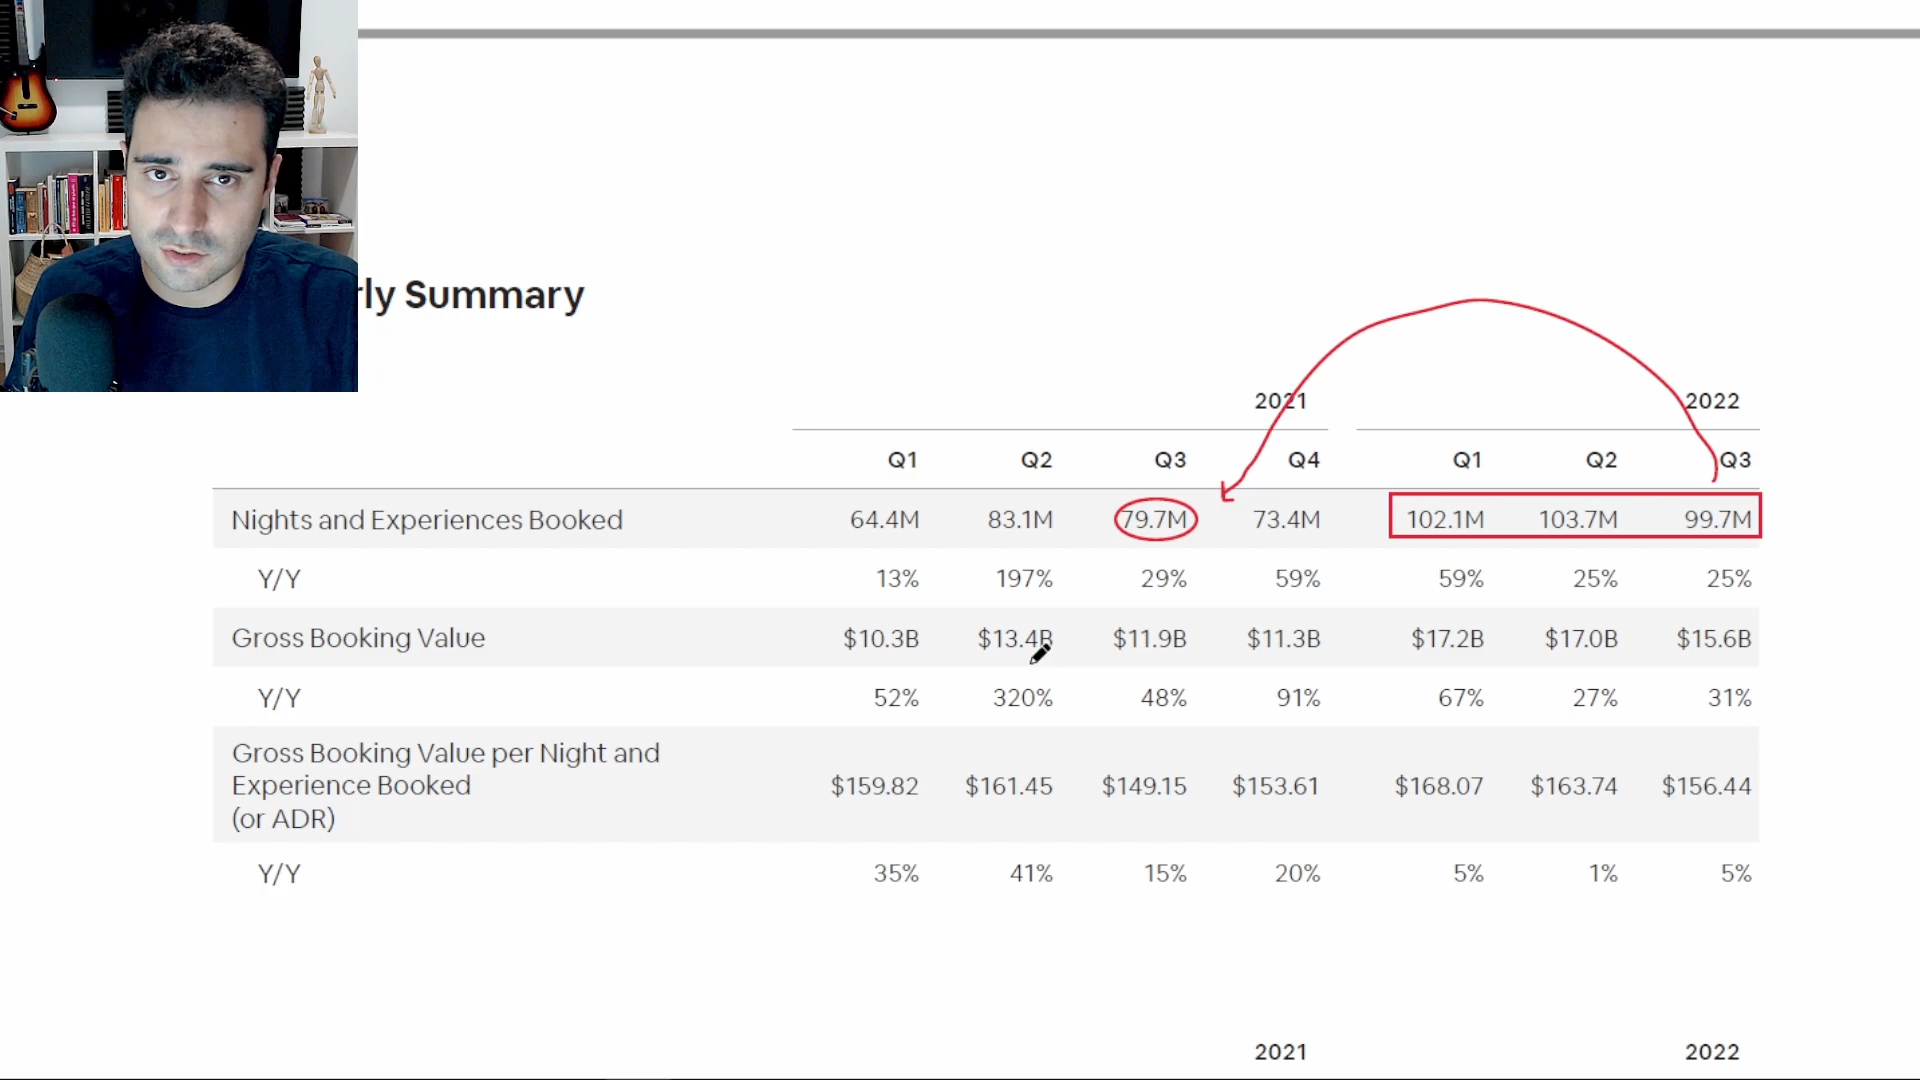 rly Summary
2021 2022
Q1 Q2 Q3 Q4 Q1 Q2 Q3
Nights and Experiences Booked 64.4M 83.1M 79.7M 73.4M 102.1M 103.7M 99.7M
Y/Y 13% 197% 29% 59% 59% 25% 25%
Gross Booking Value $10.3B $13.4B $11.9B $11.3B $17.2B $17.0B $15.6B
Y/Y 52% 320% 48% 91% 67% 27% 31%
Gross Booking Value per Night and
Experience Booked $159.82 $161.45 $149.15 $153.61 $168.07 $163.74 $156.44
(or ADR)
Y/Y 35% 41% 15% 20% 5% 1% 5%
2021 2022